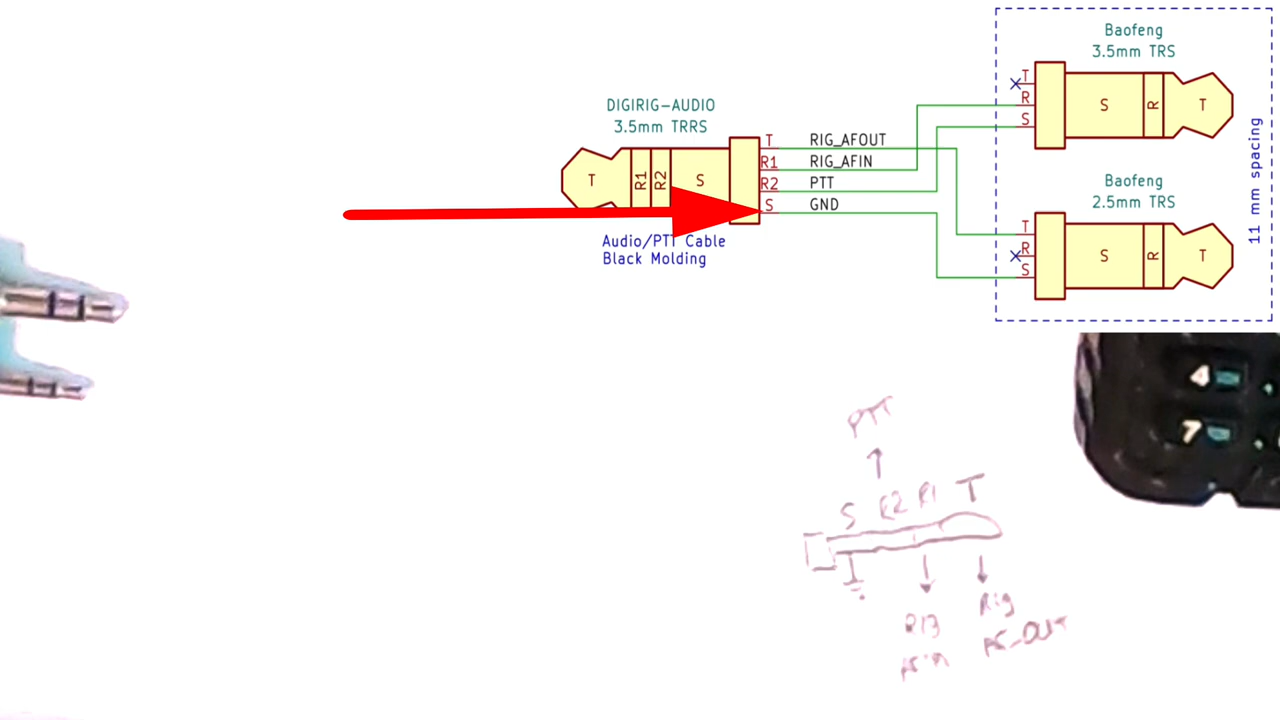 Baofeng
3.5mm TRS
T
R
S
S
R
T
DIGIRIG-AUDIO
3.5mm TRRS
T
R1
R2
S
T RIG_AFOUT
R1 RIG_AFIN
R2 PTT
S GND
Audio/PTT Cable
Black Molding
Baofeng
2.5mm TRS
T
R
S
S
R
T
11 mm spacing
4
7
PTT
S R2 R1 T
Rig
AF-OUT
RIG
AFin